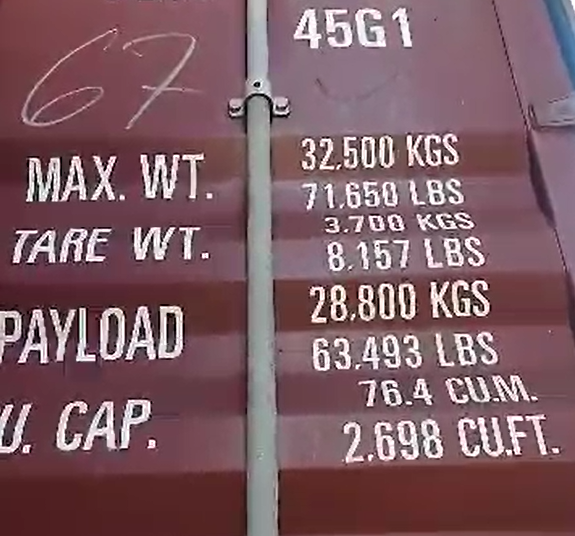 45G1
67
MAX. WT. 32.500 KGS
71.650 LBS
TARE WT. 3.700 KGS
8.157 LBS
PAYLOAD 28.800 KGS
63.493 LBS
U. CAP. 76.4 CU.M.
2.698 CU.FT.